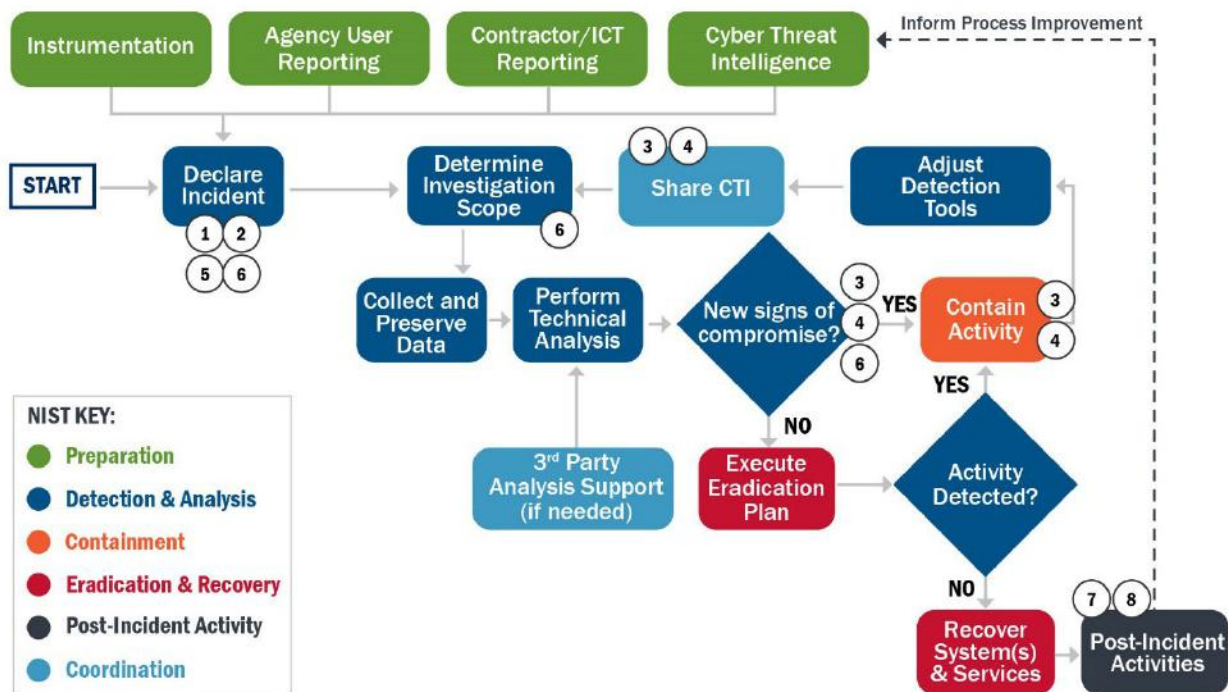 Inform Process Improvement
Instrumentation
Agency User
Reporting
Contractor/ICT
Reporting
Cyber Threat
Intelligence
START
Declare
Incident
1
2
5
6
Determine
Investigation
Scope
6
3
4
Share CTI
Adjust
Detection
Tools
Collect and
Preserve
Data
Perform
Technical
Analysis
New signs of
compromise?
3
4
6
YES
Contain
Activity
3
4
YES
NO
3rd Party
Analysis Support
(if needed)
Execute
Eradication
Plan
Activity
Detected?
NO
Recover
System(s)
& Services
7
8
Post-Incident
Activities
NIST KEY:
Preparation
Detection & Analysis
Containment
Eradication & Recovery
Post-Incident Activity
Coordination